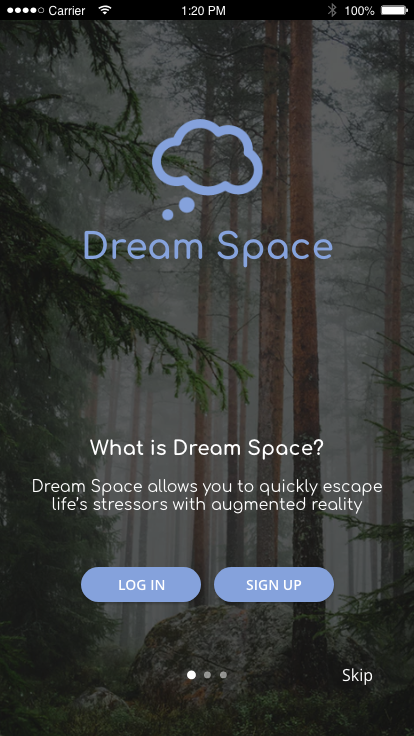 Carrier 1:20 PM 100%
Dream Space
What is Dream Space?
Dream Space allows you to quickly escape
life's stressors with augmented reality
LOG IN SIGN UP
Skip